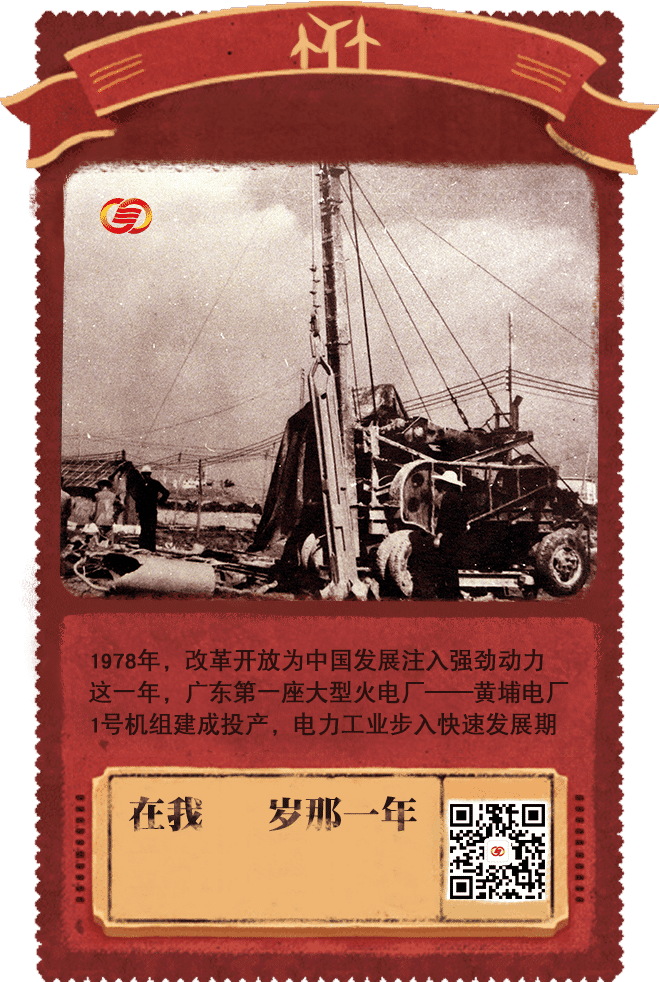 1978年，改革开放为中国发展注入强劲动力
这一年，广东第一座大型火电厂——黄埔电厂
1号机组建成投产，电力工业步入快速发展期
在我 岁那一年